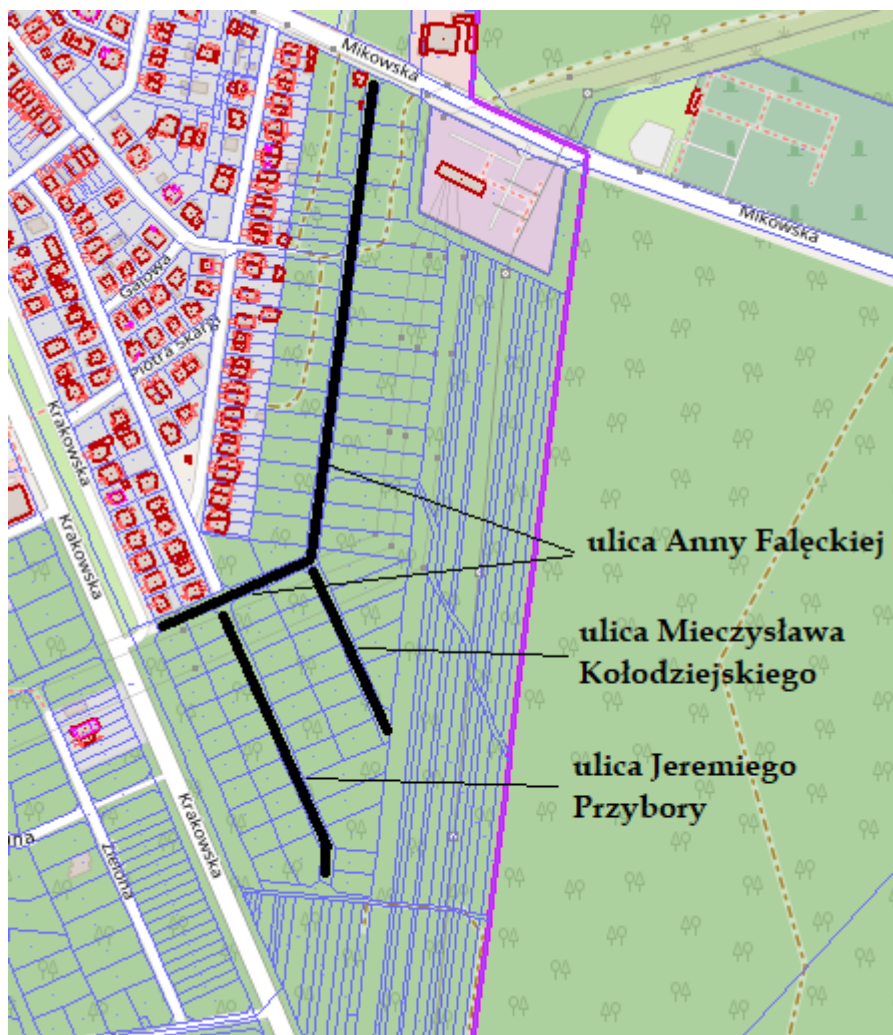 Mikowska
Mikowska
Gajowa
Piotra Skargi
Krakowska
Krakowska
ulica Anny Falęckiej
ulica Mieczysława
Kołodziejskiego
ulica Jeremiego
Przybory
Krakowska
Zielona